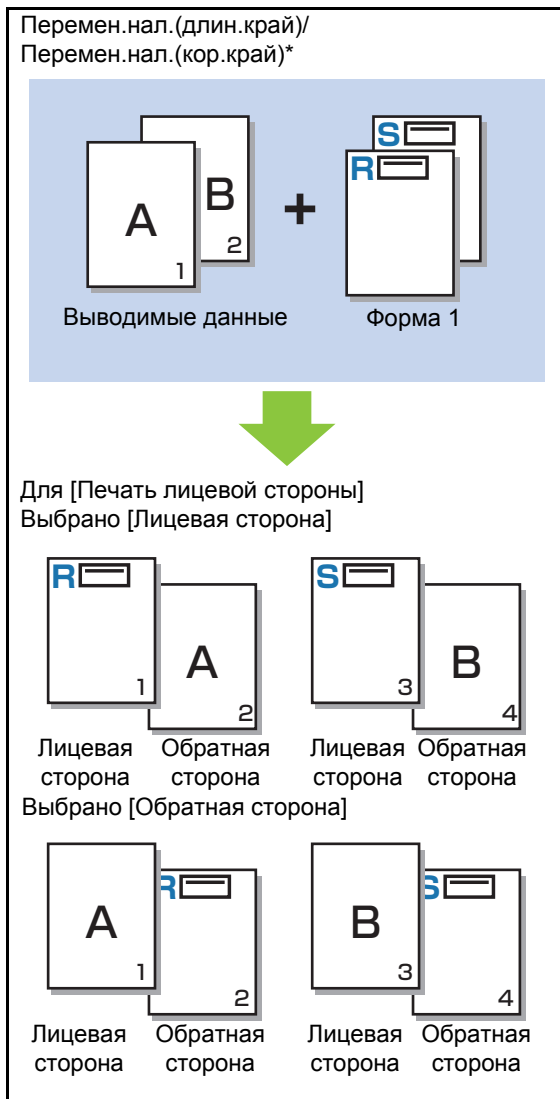 Перемен.нал.(длин.край)/
Перемен.нал.(кор.край)*
A 1 B 2 + R S
Выводимые данные Форма 1
Для [Печать лицевой стороны]
Выбрано [Лицевая сторона]
R 1 A 2 S 3 B 4
Лицевая Обратная Лицевая Обратная
сторона сторона сторона сторона
Выбрано [Обратная сторона]
A 1 R 2 B 3 S 4
Лицевая Обратная Лицевая Обратная
сторона сторона сторона сторона